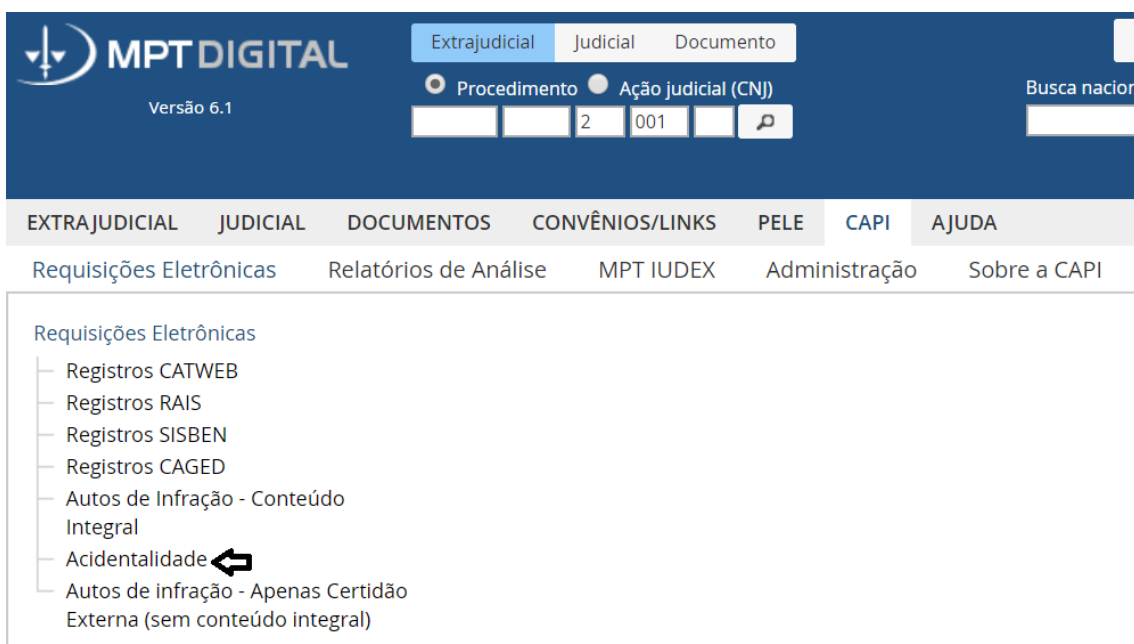 MPT DIGITAL
Versão 6.1
Extrajudicial Judicial Documento
Procedimento Ação judicial (CNJ)
2 001
Busca nacion
EXTRAJUDICIAL JUDICIAL DOCUMENTOS CONVÊNIOS/LINKS PELE CAPI AJUDA
Requisições Eletrônicas Relatórios de Análise MPT IUDEX Administração Sobre a CAPI
Requisições Eletrônicas
Registros CATWEB
Registros RAIS
Registros SISBEN
Registros CAGED
Autos de Infração - Conteúdo
Integral
Acidentalidade
Autos de infração - Apenas Certidão
Externa (sem conteúdo integral)